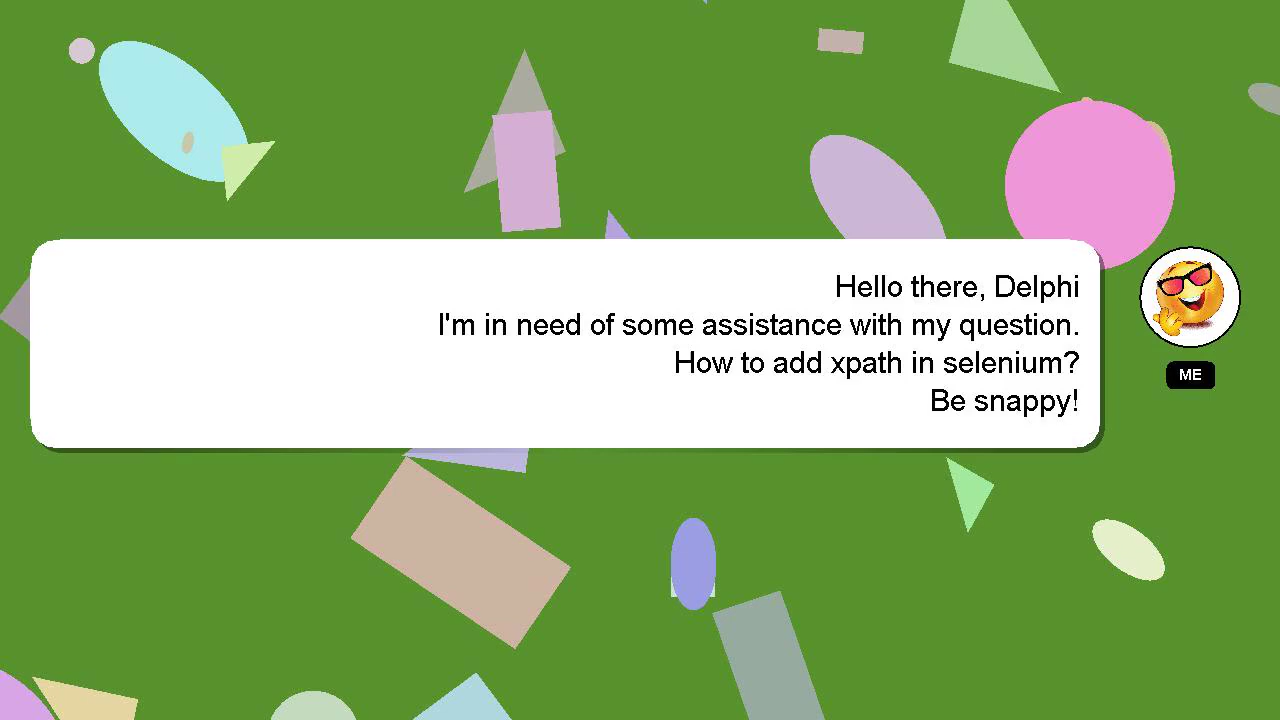 Hello there, Delphi
I'm in need of some assistance with my question.
How to add xpath in selenium?
Be snappy!
ME